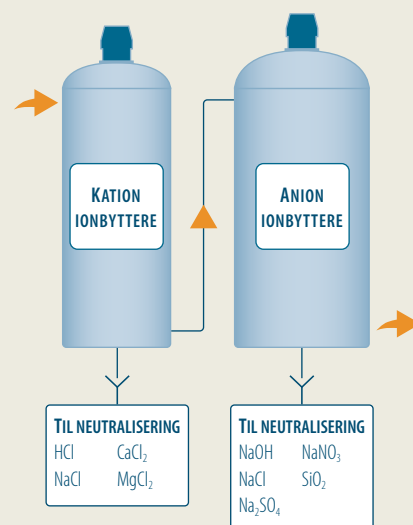 KATION
IONBYTTERE
ANION
IONBYTTERE
TIL NEUTRALISERING
HCl CaCl₂
NaCl MgCl₂
TIL NEUTRALISERING
NaOH NaNO₃
NaCl SiO₂
Na₂SO₄